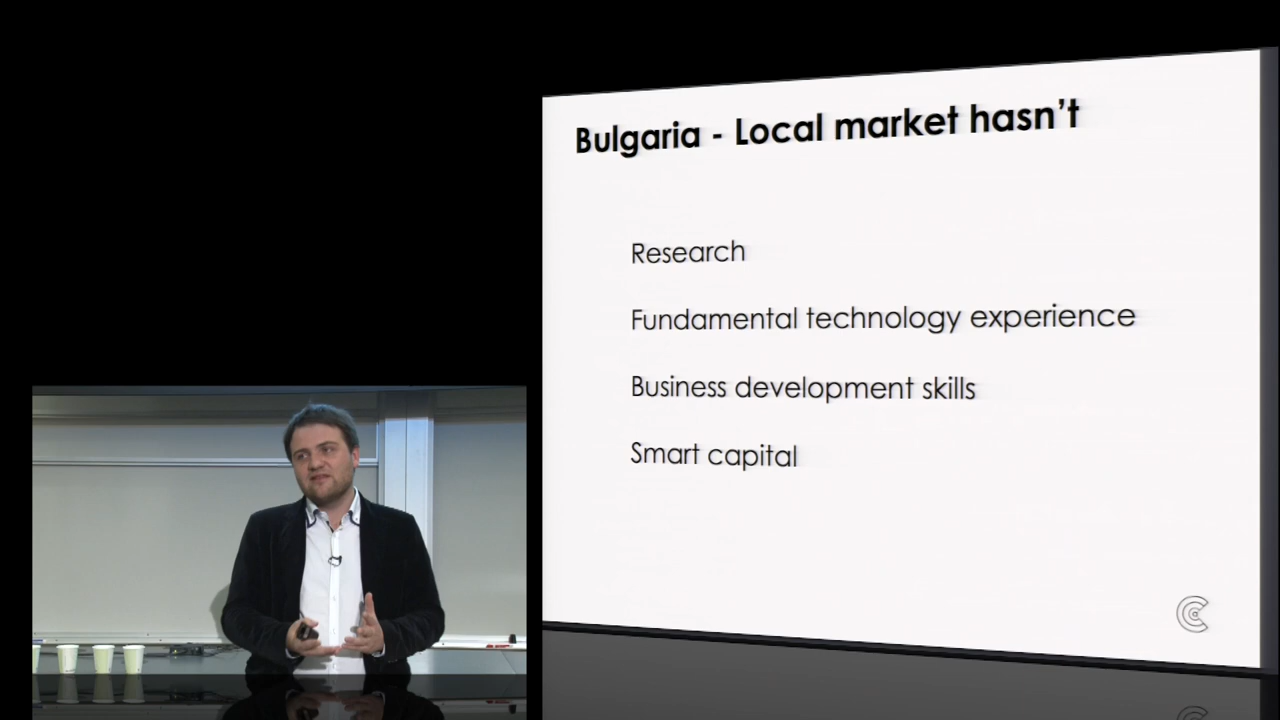 Bulgaria - Local market hasn't
Research
Fundamental technology experience
Business development skills
Smart capital